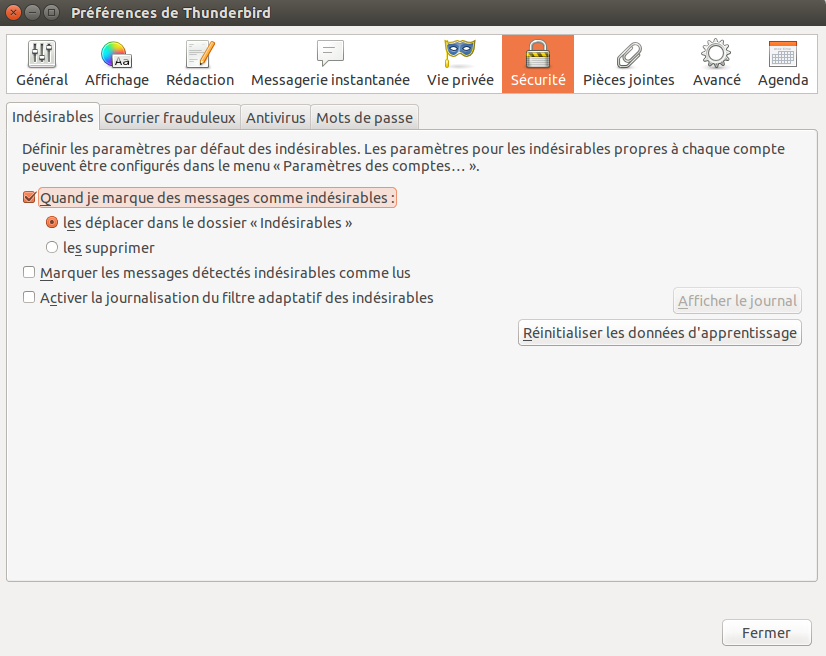 Préférences de Thunderbird
Aa
Général Affichage Rédaction Messagerie instantanée Vie privée Sécurité Pièces jointes Avancé Agenda
Indésirables Courrier frauduleux Antivirus Mots de passe
Définir les paramètres par défaut des indésirables. Les paramètres pour les indésirables propres à chaque compte
peuvent être configurés dans le menu « Paramètres des comptes… ».
Quand je marque des messages comme indésirables :
les déplacer dans le dossier « Indésirables »
les supprimer
Marquer les messages détectés indésirables comme lus
Activer la journalisation du filtre adaptatif des indésirables
Afficher le journal
Réinitialiser les données d'apprentissage
Fermer